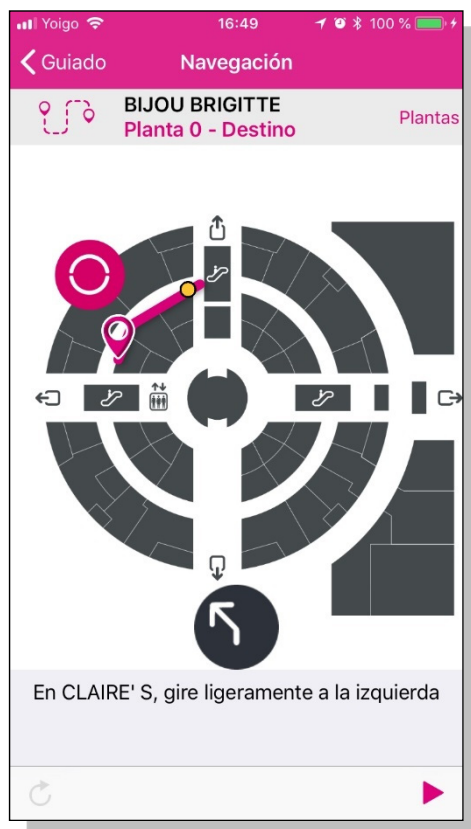 Yoigo 16:49 100 %
Guiado Navegación
BIJOU BRIGITTE
Planta 0 - Destino
Plantas
En CLAIRE' S, gire ligeramente a la izquierda